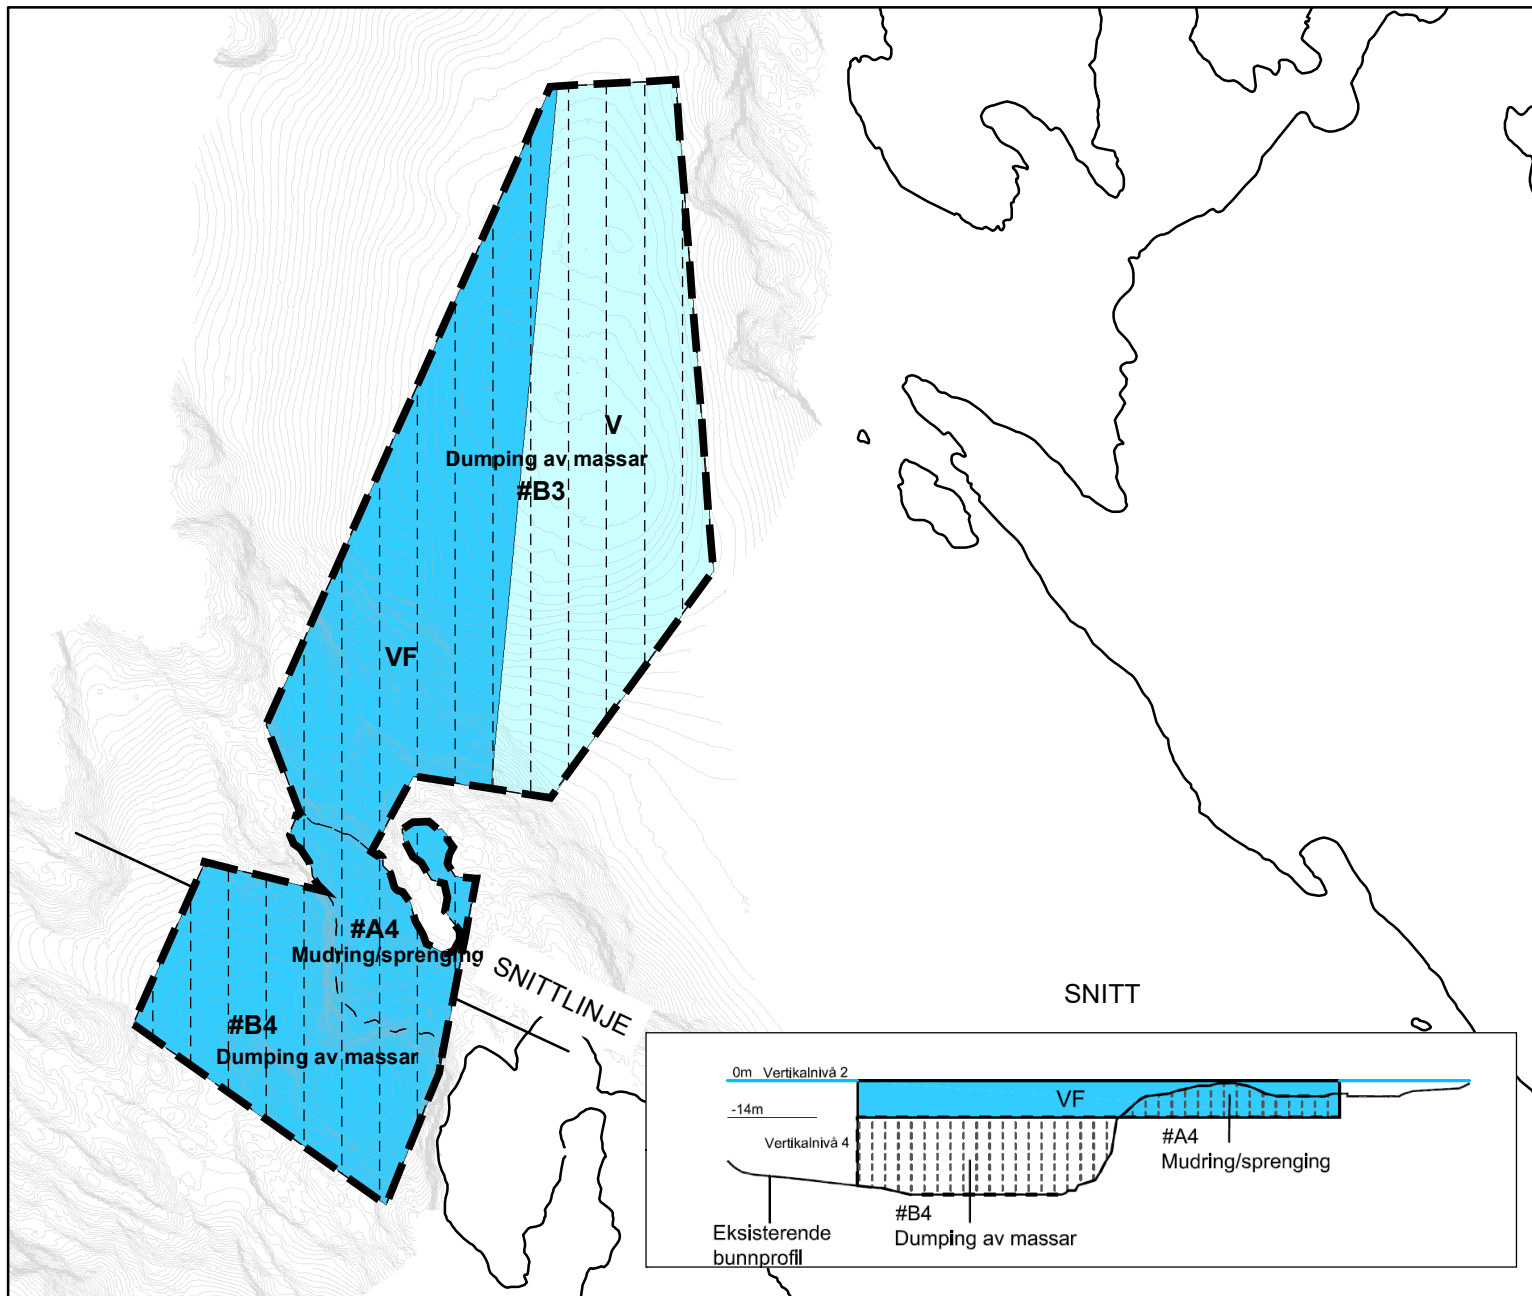 V
Dumping av massar
#B3
VF
#A4
Mudring/sprenging
#B4
Dumping av massar
SNITTLINJE
SNITT
0m Vertikalnivå 2
VF
-14m
Vertikalnivå 4
#A4
Mudring/sprenging
#B4
Dumping av massar
Eksisterende
bunnprofil